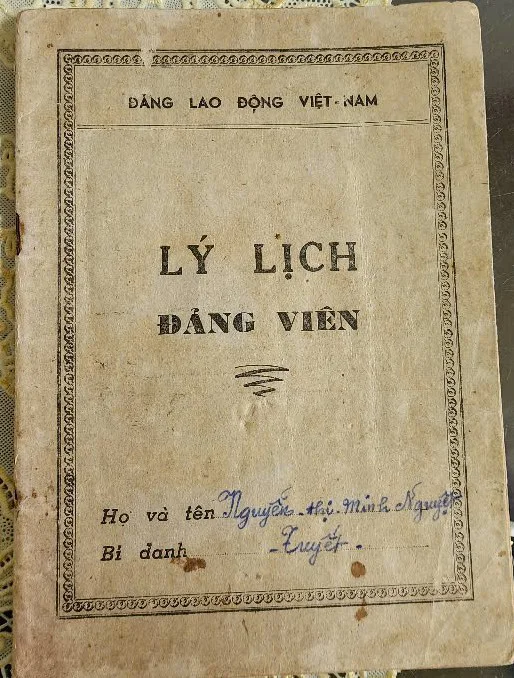 ĐẢNG LAO ĐỘNG VIỆT-NAM
LÝ LỊCH
ĐẢNG VIÊN
Họ và tên Nguyễn-thị-Minh Nguyệt
Bí danh -Tuyết-